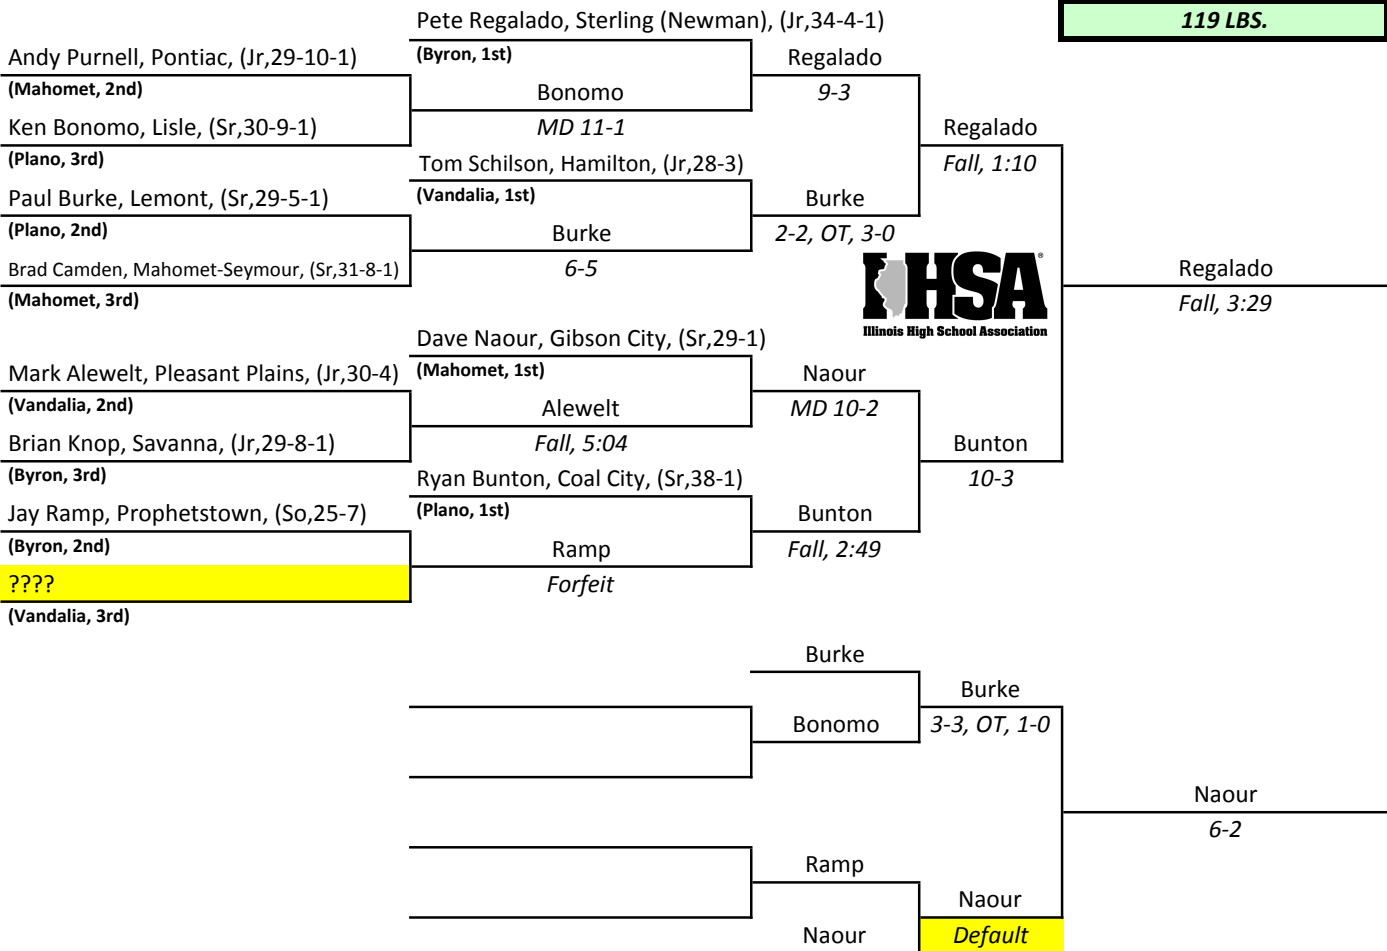 Pete Regalado, Sterling (Newman), (Jr,34-4-1)
119 LBS.
Andy Purnell, Pontiac, (Jr,29-10-1)
(Byron, 1st)
Regalado
(Mahomet, 2nd)
Bonomo
9-3
Ken Bonomo, Lisle, (Sr,30-9-1)
MD 11-1
Regalado
(Plano, 3rd)
Tom Schilson, Hamilton, (Jr,28-3)
Fall, 1:10
Paul Burke, Lemont, (Sr,29-5-1)
(Vandalia, 1st)
Burke
(Plano, 2nd)
Burke
2-2, OT, 3-0
Brad Camden, Mahomet-Seymour, (Sr,31-8-1)
6-5
IHSA
®
Illinois High School Association
Regalado
(Mahomet, 3rd)
Fall, 3:29
Dave Naour, Gibson City, (Sr,29-1)
Mark Alewelt, Pleasant Plains, (Jr,30-4)
(Mahomet, 1st)
Naour
(Vandalia, 2nd)
Alewelt
MD 10-2
Brian Knop, Savanna, (Jr,29-8-1)
Fall, 5:04
Bunton
(Byron, 3rd)
Ryan Bunton, Coal City, (Sr,38-1)
10-3
Jay Ramp, Prophetstown, (So,25-7)
(Plano, 1st)
Bunton
(Byron, 2nd)
Ramp
Fall, 2:49
????
Forfeit
(Vandalia, 3rd)
Burke
Burke
Bonomo
3-3, OT, 1-0
Naour
6-2
Ramp
Naour
Naour
Default